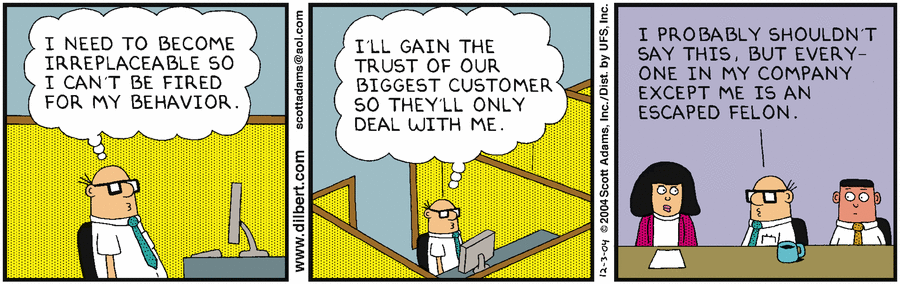 I NEED TO BECOME
IRREPLACEABLE SO
I CAN'T BE FIRED
FOR MY BEHAVIOR.
www.dilbert.com
scottadams@aol.com
I'LL GAIN THE
TRUST OF OUR
BIGGEST CUSTOMER
SO THEY'LL ONLY
DEAL WITH ME.
12-3-04 © 2004 Scott Adams, Inc./Dist. by UFS, Inc.
I PROBABLY SHOULDN'T
SAY THIS, BUT EVERY-
ONE IN MY COMPANY
EXCEPT ME IS AN
ESCAPED FELON.